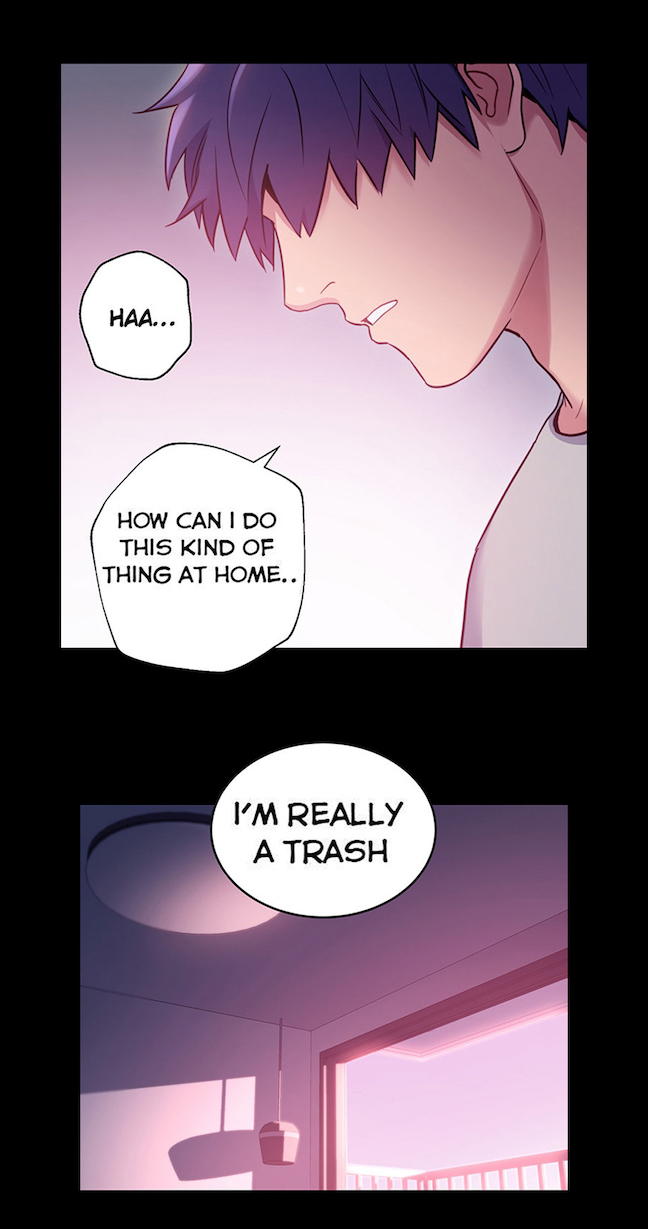 HAA...
HOW CAN I DO
THIS KIND OF
THING AT HOME..
I'M REALLY
A TRASH